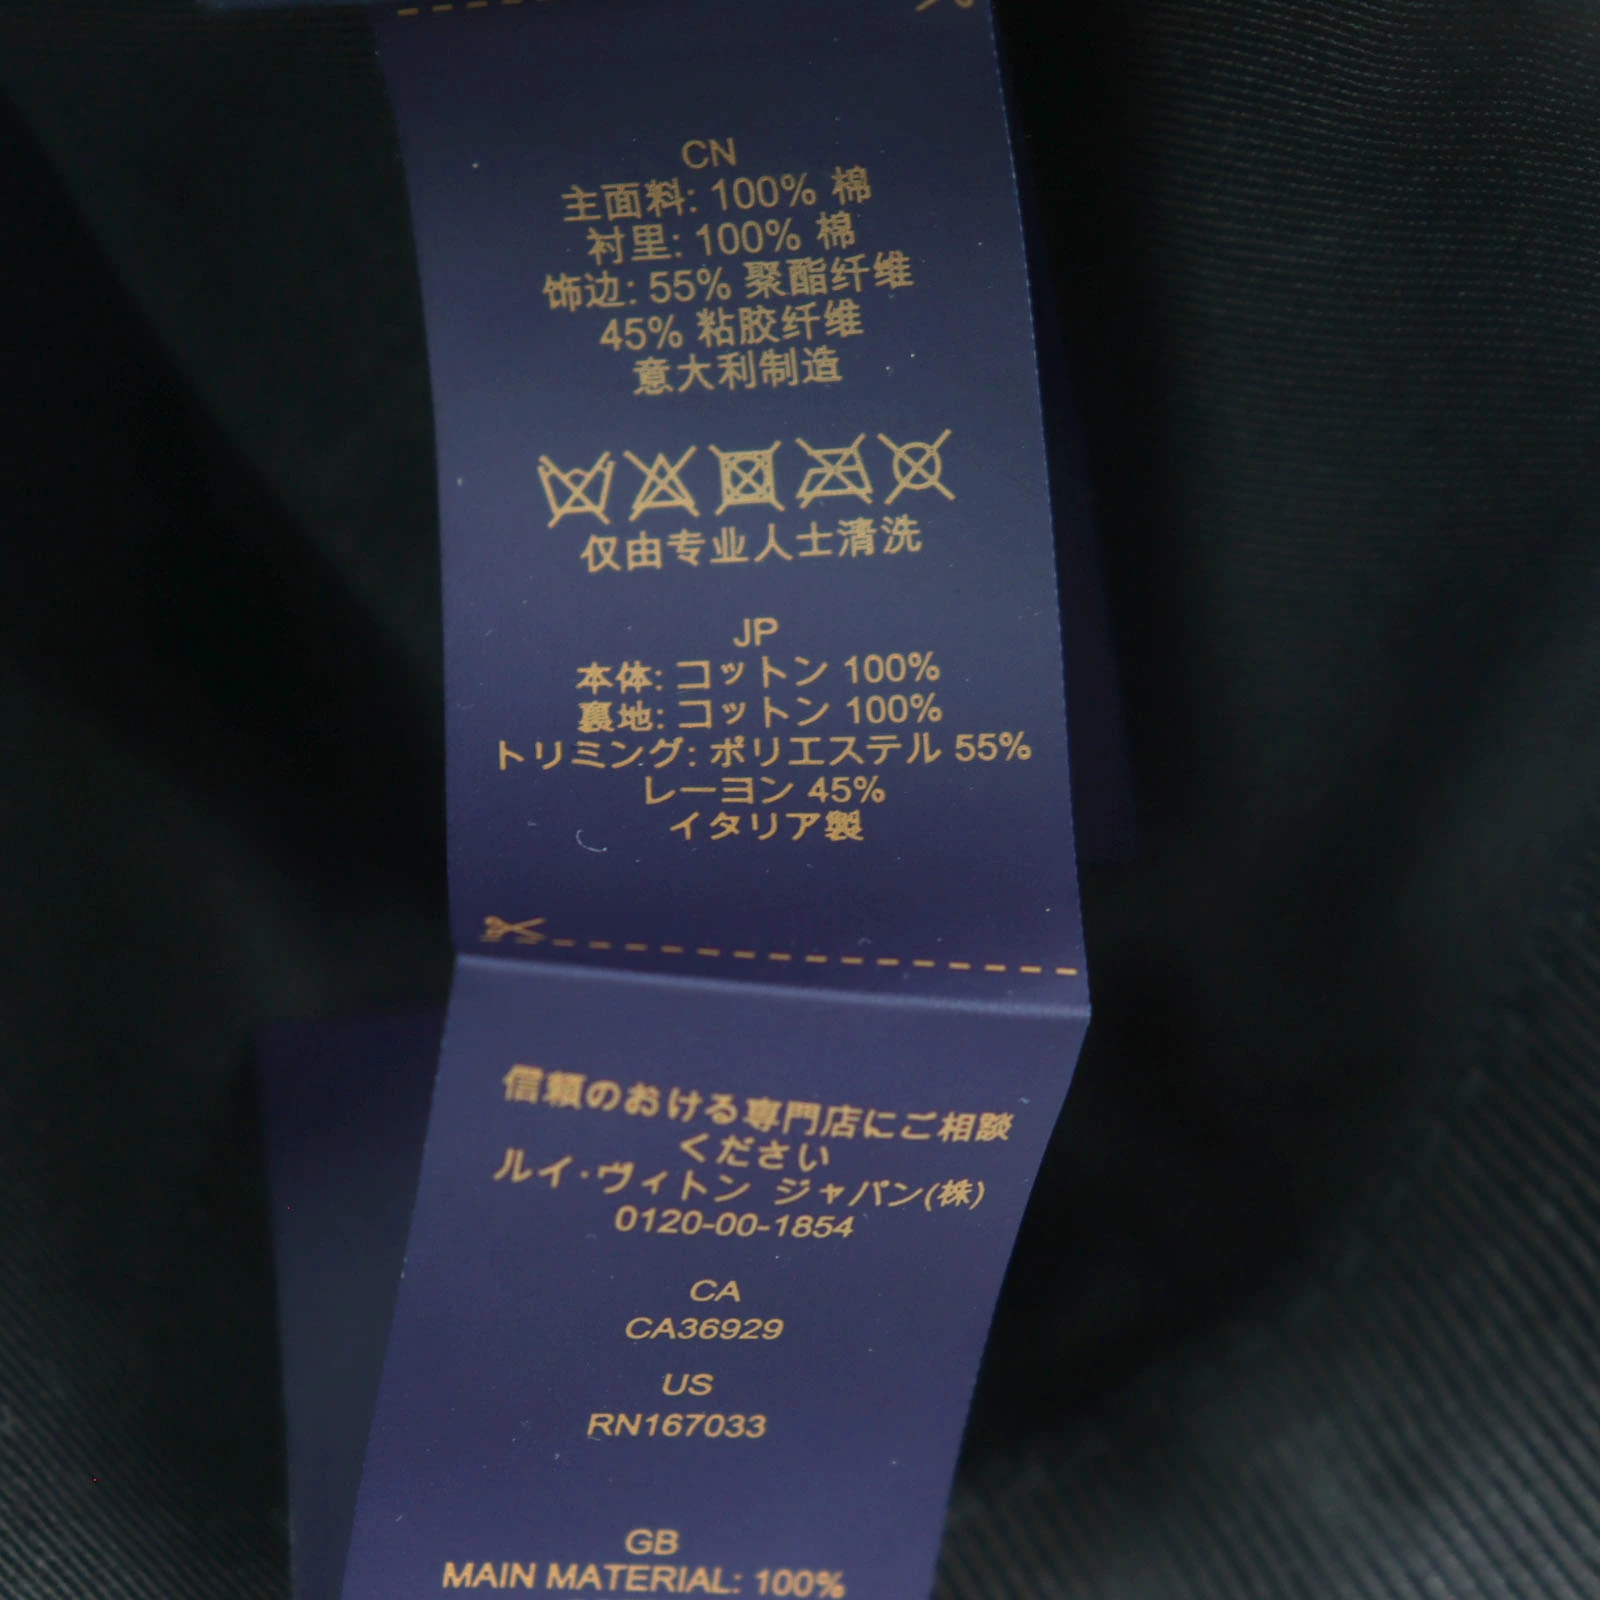 CN
主面料: 100% 棉
衬里: 100% 棉
饰边: 55% 聚酯纤维
45% 粘胶纤维
意大利制造
仅由专业人士清洗
JP
本体: コットン 100%
裏地: コットン 100%
トリミング: ポリエステル 55%
レーヨン 45%
イタリア製
信頼のおける専門店にご相談
ください
ルイ·ヴィトン ジャパン(株)
0120-00-1854
CA
CA36929
US
RN167033
GB
MAIN MATERIAL: 100%